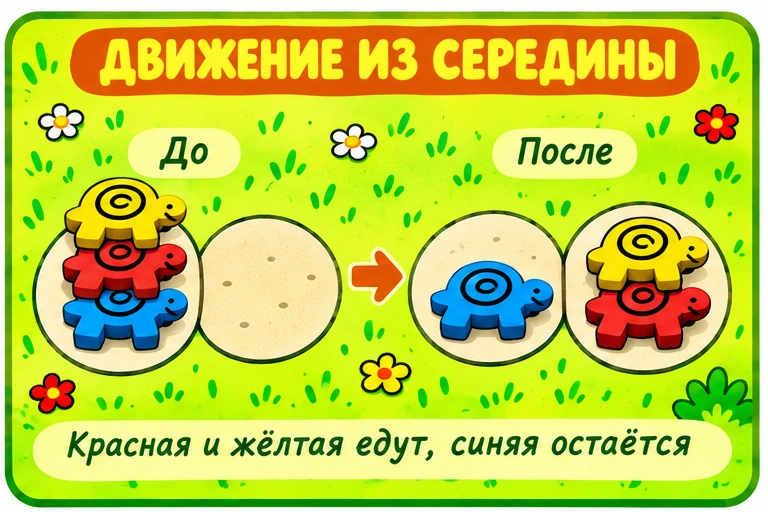 ДВИЖЕНИЕ ИЗ СЕРЕДИНЫ
До
После
Красная и жёлтая едут, синяя остаётся